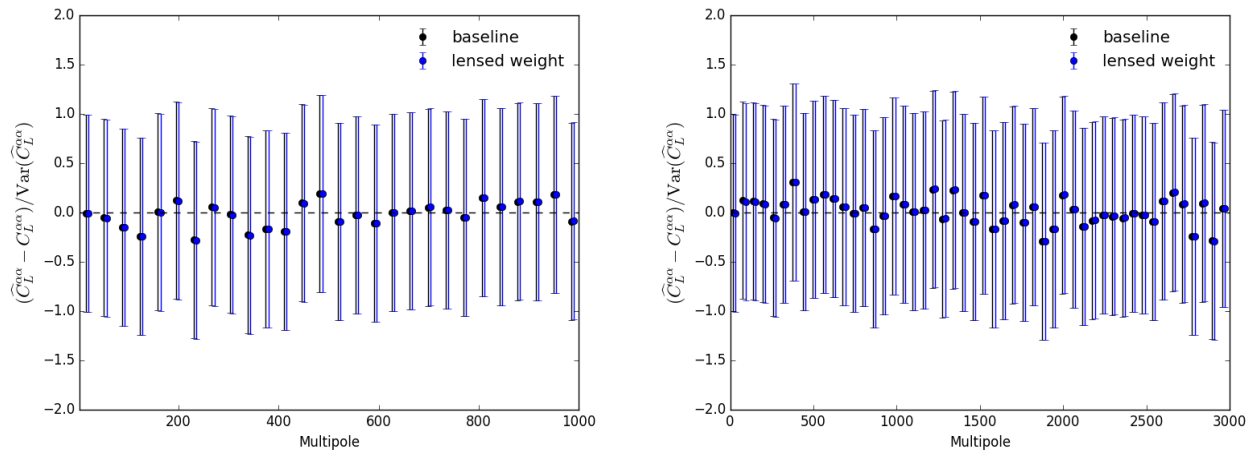 2.0
1.5
1.0
0.5
0.0
−0.5
−1.0
−1.5
−2.0
(Ĉ_L^{αα} − C_L^{αα})/Var(Ĉ_L^{αα})
baseline
lensed weight
200 400 600 800 1000
Multipole
2.0
1.5
1.0
0.5
0.0
−0.5
−1.0
−1.5
−2.0
(Ĉ_L^{αα} − C_L^{αα})/Var(Ĉ_L^{αα})
baseline
lensed weight
0 500 1000 1500 2000 2500 3000
Multipole